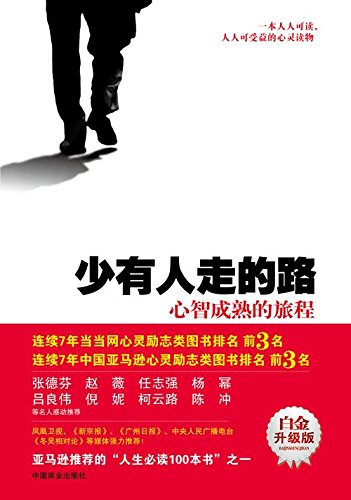 一本人人可读，
人人可受益的心灵读物
少有人走的路
心智成熟的旅程
连续7年当当网心灵励志类图书排名 前3名
连续7年中国亚马逊心灵励志类图书排名 前3名
张德芬 赵薇 任志强 杨幂
吕良伟 倪妮 柯云路 陈冲
等名人感动推荐
凤凰卫视、《新京报》、《广州日报》、中央人民广播电台
《冬吴相对论》等媒体强力推荐！
白金
升级版
BAIJINSHENGJIBAN
亚马逊推荐的“人生必读100本书”之一
中国商业出版社